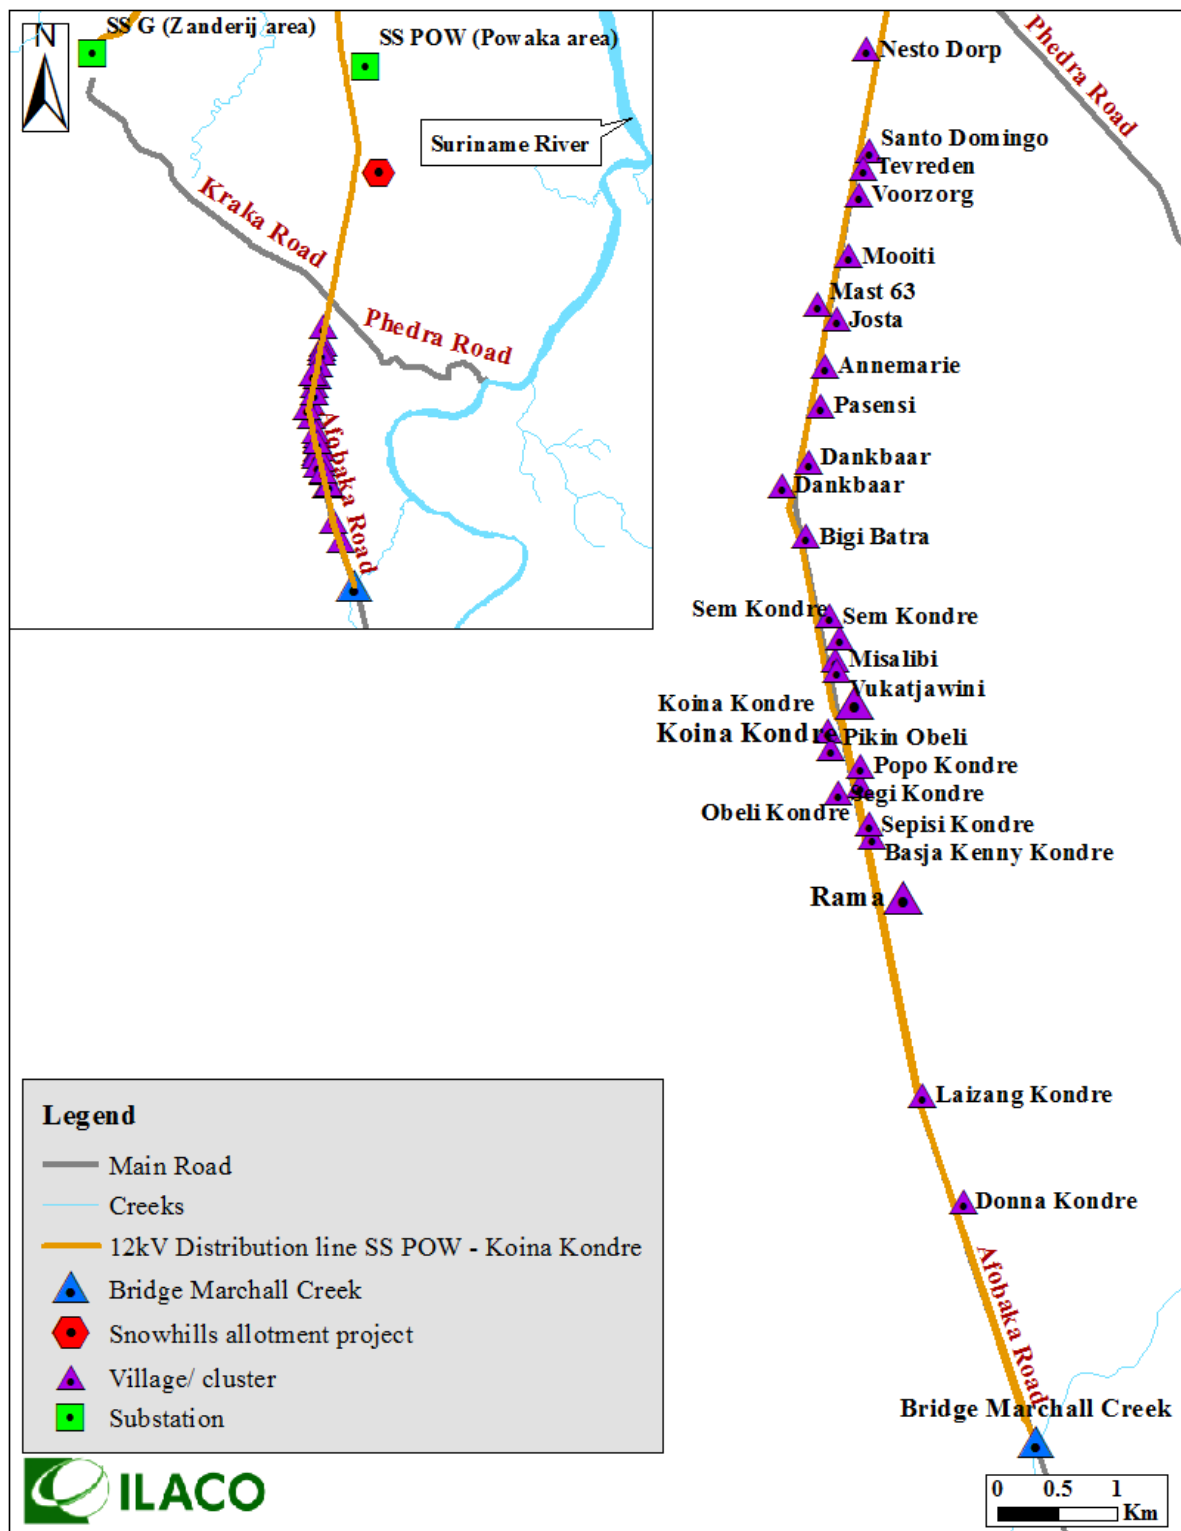 SS G (Zanderij area)
N
SS POW (Powaka area)
Suriname River
Kraka Road
Phedra Road
Afobaka Road
Phedra Road
Nesto Dorp
Santo Domingo
Tevreden
Voorzorg
Mooiti
Mast 63
Josta
Annemarie
Pasensi
Dankbaar
Dankbaar
Bigi Batra
Sem Kondre
Sem Kondre
Misalibi
Vukatjawini
Koina Kondre
Koina Kondre
Pikin Obeli
Popo Kondre
Segi Kondre
Obeli Kondre
Sepisi Kondre
Basja Kenny Kondre
Rama
Laizang Kondre
Donna Kondre
Afobaka Road
Bridge Marchall Creek
Legend
Main Road
Creeks
12kV Distribution line SS POW - Koina Kondre
Bridge Marchall Creek
Snowhills allotment project
Village/ cluster
Substation
ILACO
0 0.5 1
Km